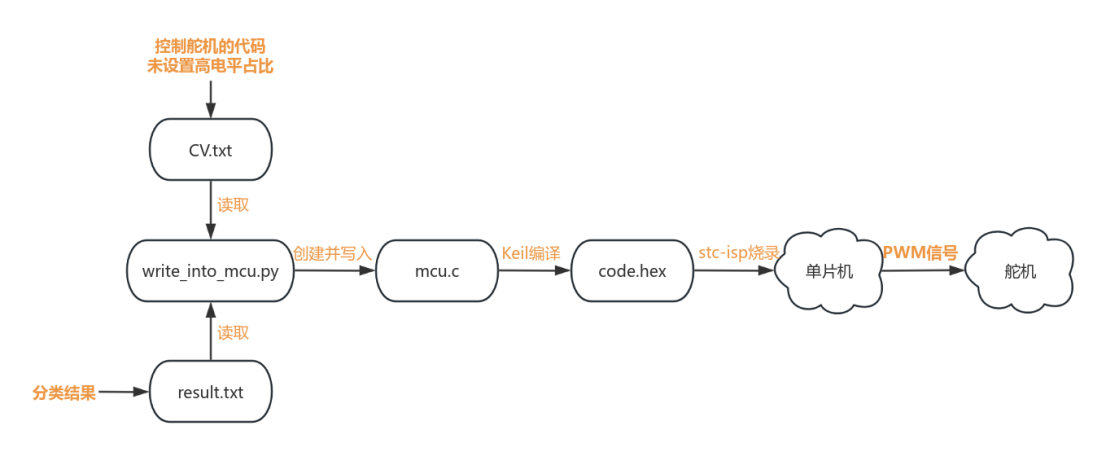 控制舵机的代码
未设置高电平占比
CV.txt
读取
write_into_mcu.py
创建并写入
mcu.c
Keil编译
code.hex
stc-isp烧录
单片机
PWM信号
舵机
读取
分类结果
result.txt